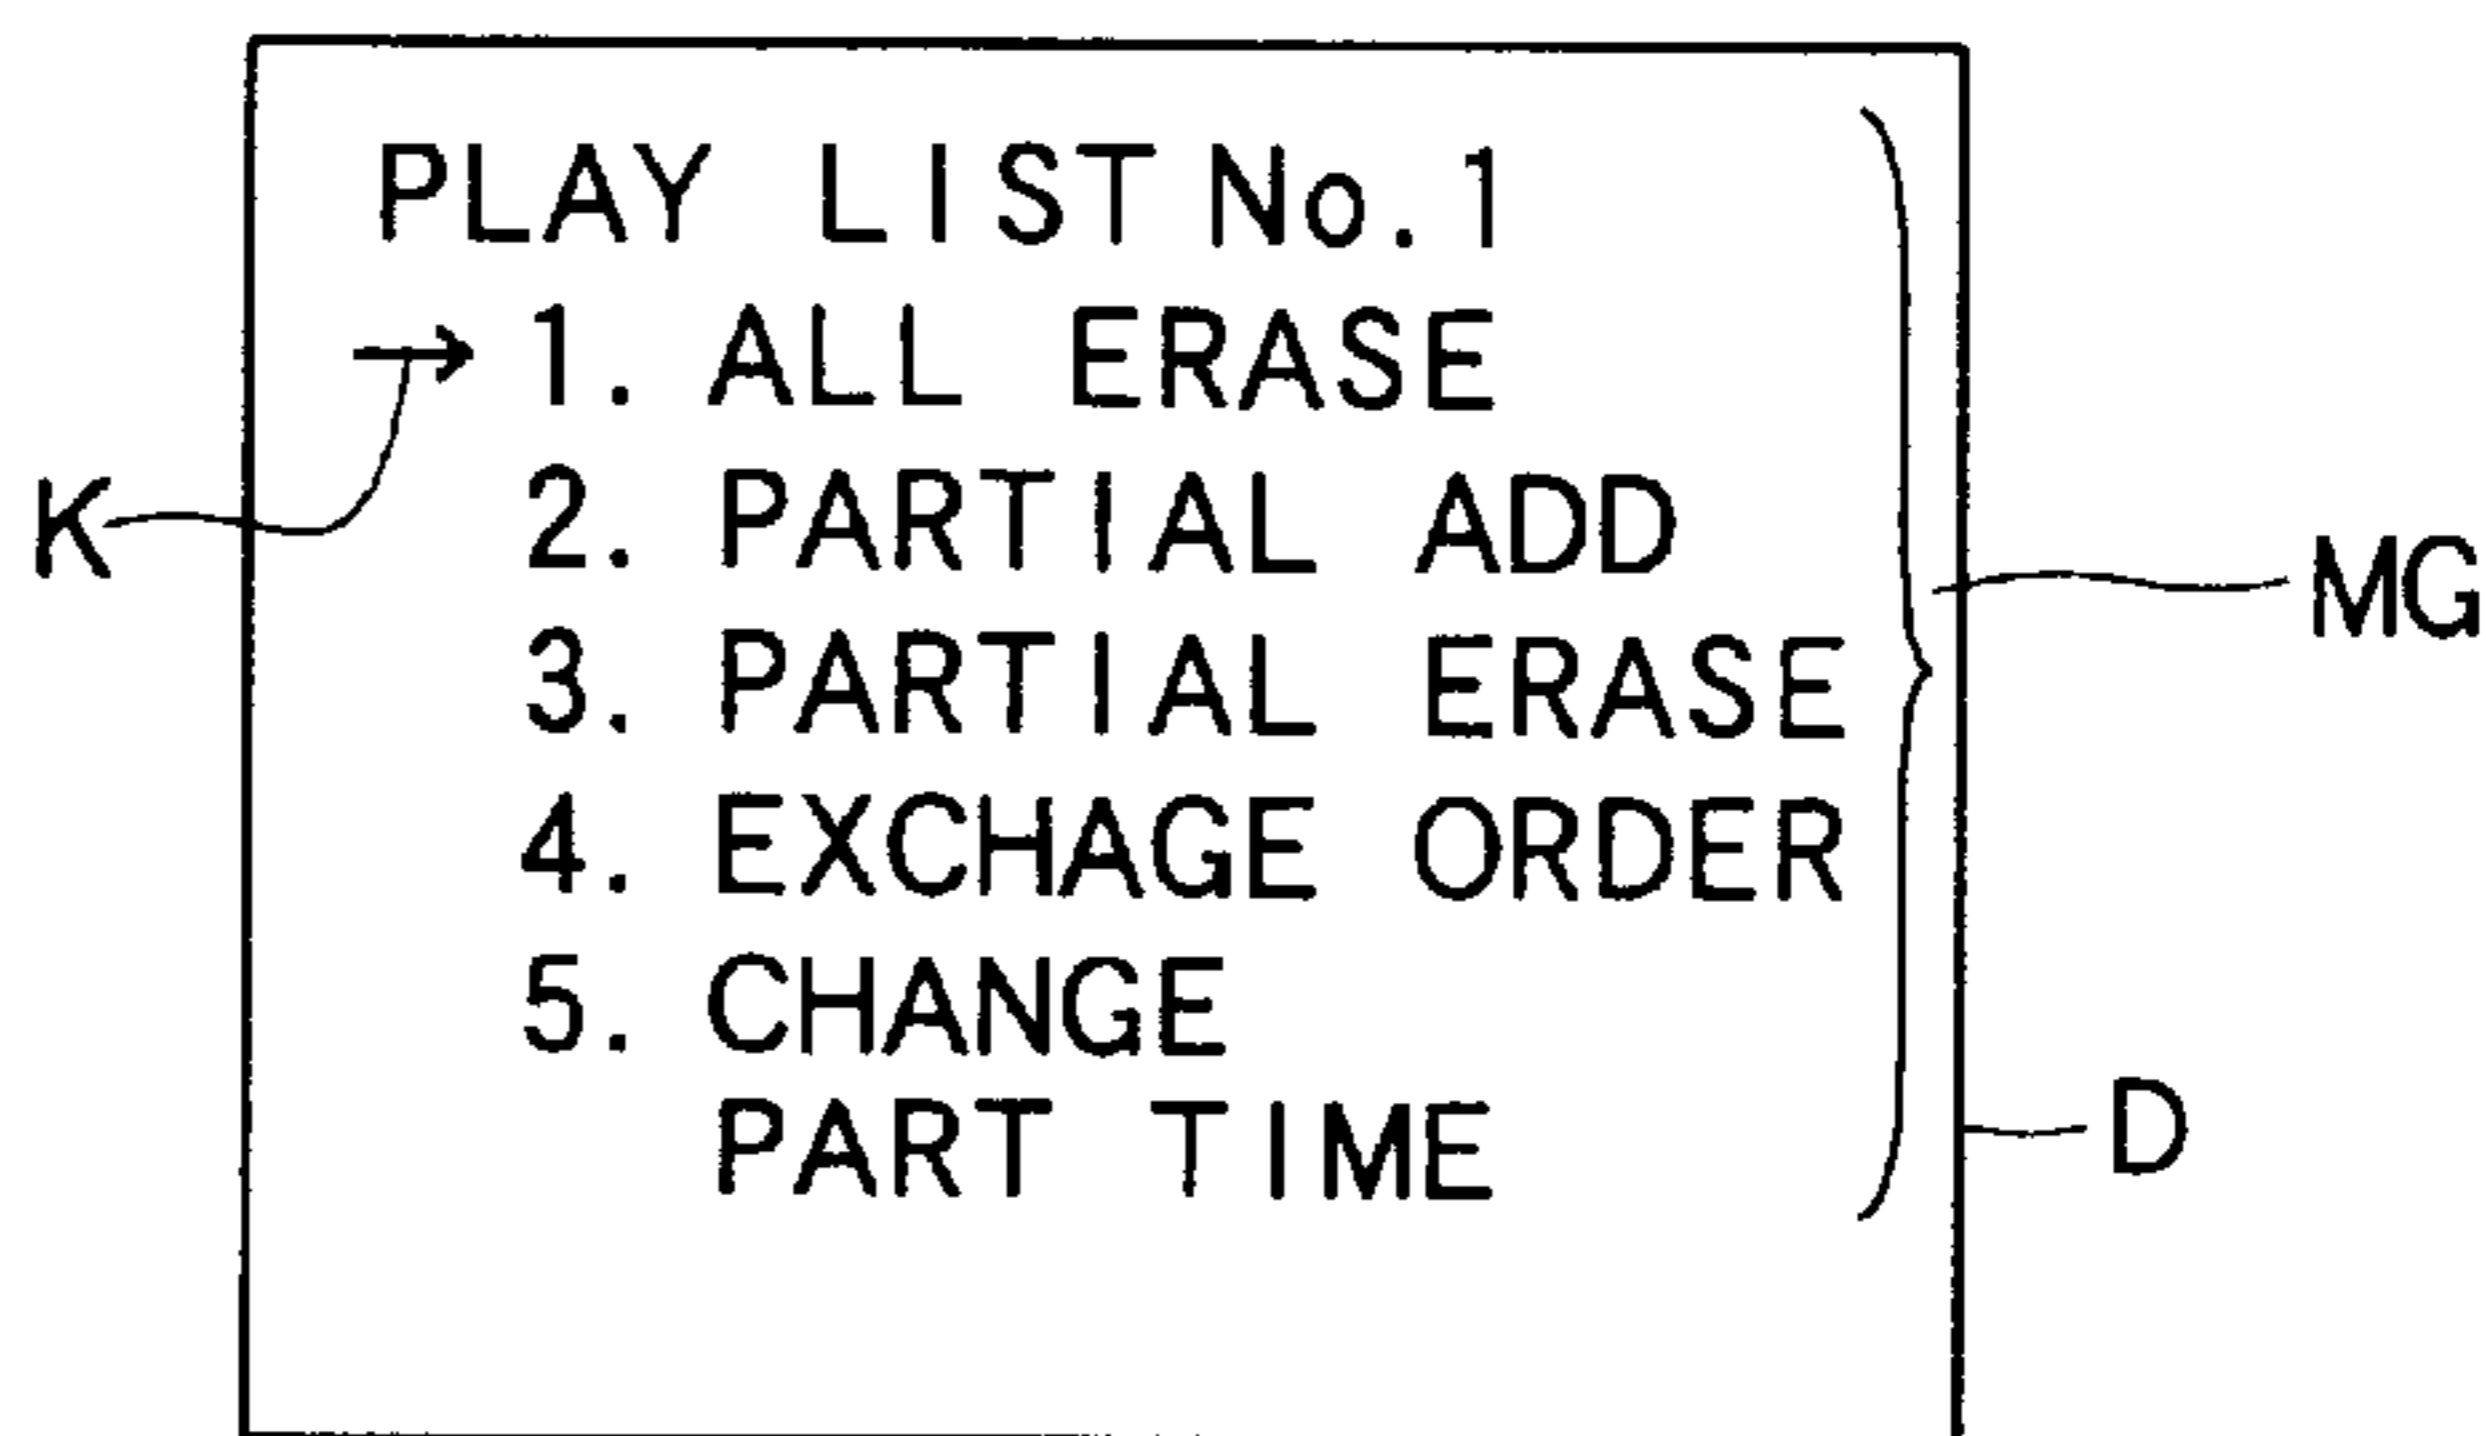 PLAY LIST No. 1
→ 1. ALL ERASE
2. PARTIAL ADD
K
MG
3. PARTIAL ERASE
4. EXCHAGE ORDER
5. CHANGE
PART TIME
D